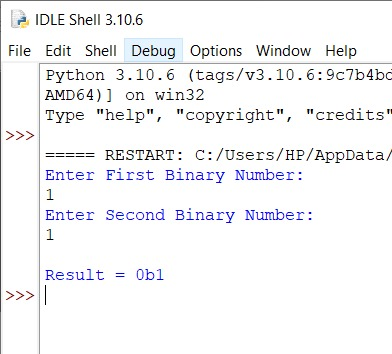 IDLE Shell 3.10.6
File Edit Shell Debug Options Window Help
Python 3.10.6 (tags/v3.10.6:9c7b4bd
AMD64)] on win32
Type "help", "copyright", "credits"
>>>
===== RESTART: C:/Users/HP/AppData/
Enter First Binary Number:
1
Enter Second Binary Number:
1
Result = 0b1
>>>